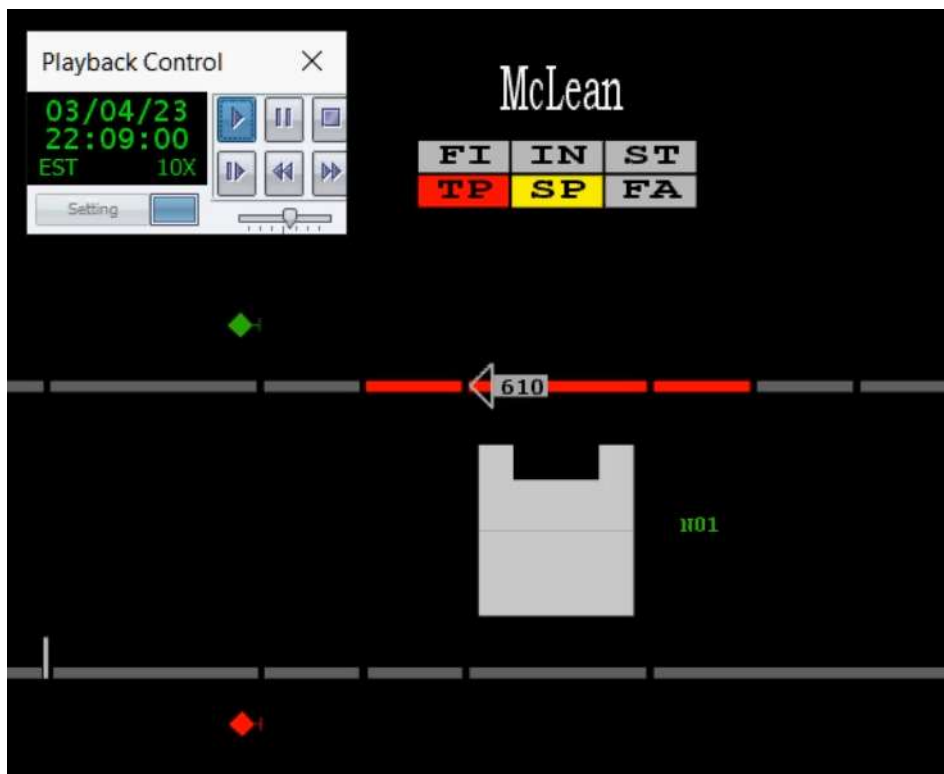 Playback Control
03/04/23
22:09:00
EST 10X
Setting
McLean
FI IN ST
TP SP FA
610
N01